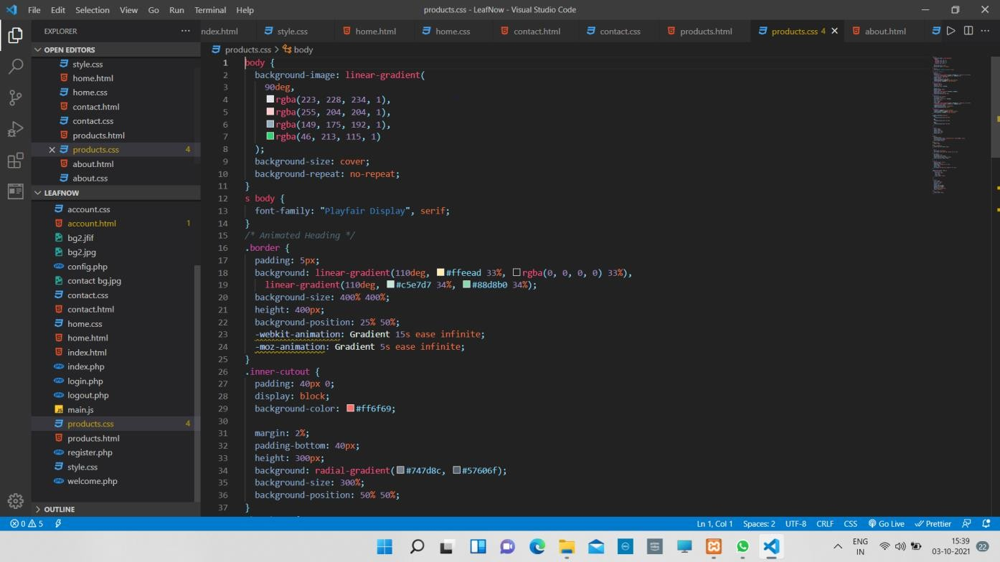 File Edit Selection View Go Run Terminal Help
products.css - LeafNow - Visual Studio Code
EXPLORER
ndex.html style.css home.html home.css contact.html contact.css products.html products.css 4 about.html
OPEN EDITORS
style.css
home.html
home.css
contact.html
contact.css
products.html
products.css 4
about.html
about.css
LEAFNOW
account.css
account.html 1
bg2.jfif
bg2.jpg
config.php
contact bg.jpg
contact.css
contact.html
home.css
home.html
index.html
index.php
login.php
logout.php
main.js
products.css 4
products.html
register.php
style.css
welcome.php
OUTLINE
products.css > body
1 body {
2 background-image: linear-gradient(
3 90deg,
4 rgba(223, 228, 234, 1),
5 rgba(255, 204, 204, 1),
6 rgba(149, 175, 192, 1),
7 rgba(46, 213, 115, 1)
8 );
9 background-size: cover;
10 background-repeat: no-repeat;
11 }
12 s body {
13 font-family: "Playfair Display", serif;
14 }
15 /* Animated Heading */
16 .border {
17 padding: 5px;
18 background: linear-gradient(110deg, #ffeead 33%, rgba(0, 0, 0, 0) 33%),
19 linear-gradient(110deg, #c5e7d7 34%, #88d8b0 34%);
20 background-size: 400% 400%;
21 height: 400px;
22 background-position: 25% 50%;
23 -webkit-animation: Gradient 15s ease infinite;
24 -moz-animation: Gradient 5s ease infinite;
25 }
26 .inner-cutout {
27 padding: 40px 0;
28 display: block;
29 background-color: #ff6f69;
30
31 margin: 2%;
32 padding-bottom: 40px;
33 height: 300px;
34 background: radial-gradient(#747d8c, #57606f);
35 background-size: 300%;
36 background-position: 50% 50%;
37 }
0 5
Ln 1, Col 1 Spaces: 2 UTF-8 CRLF CSS Go Live Prettier
ENG
IN
15:39
03-10-2021
22